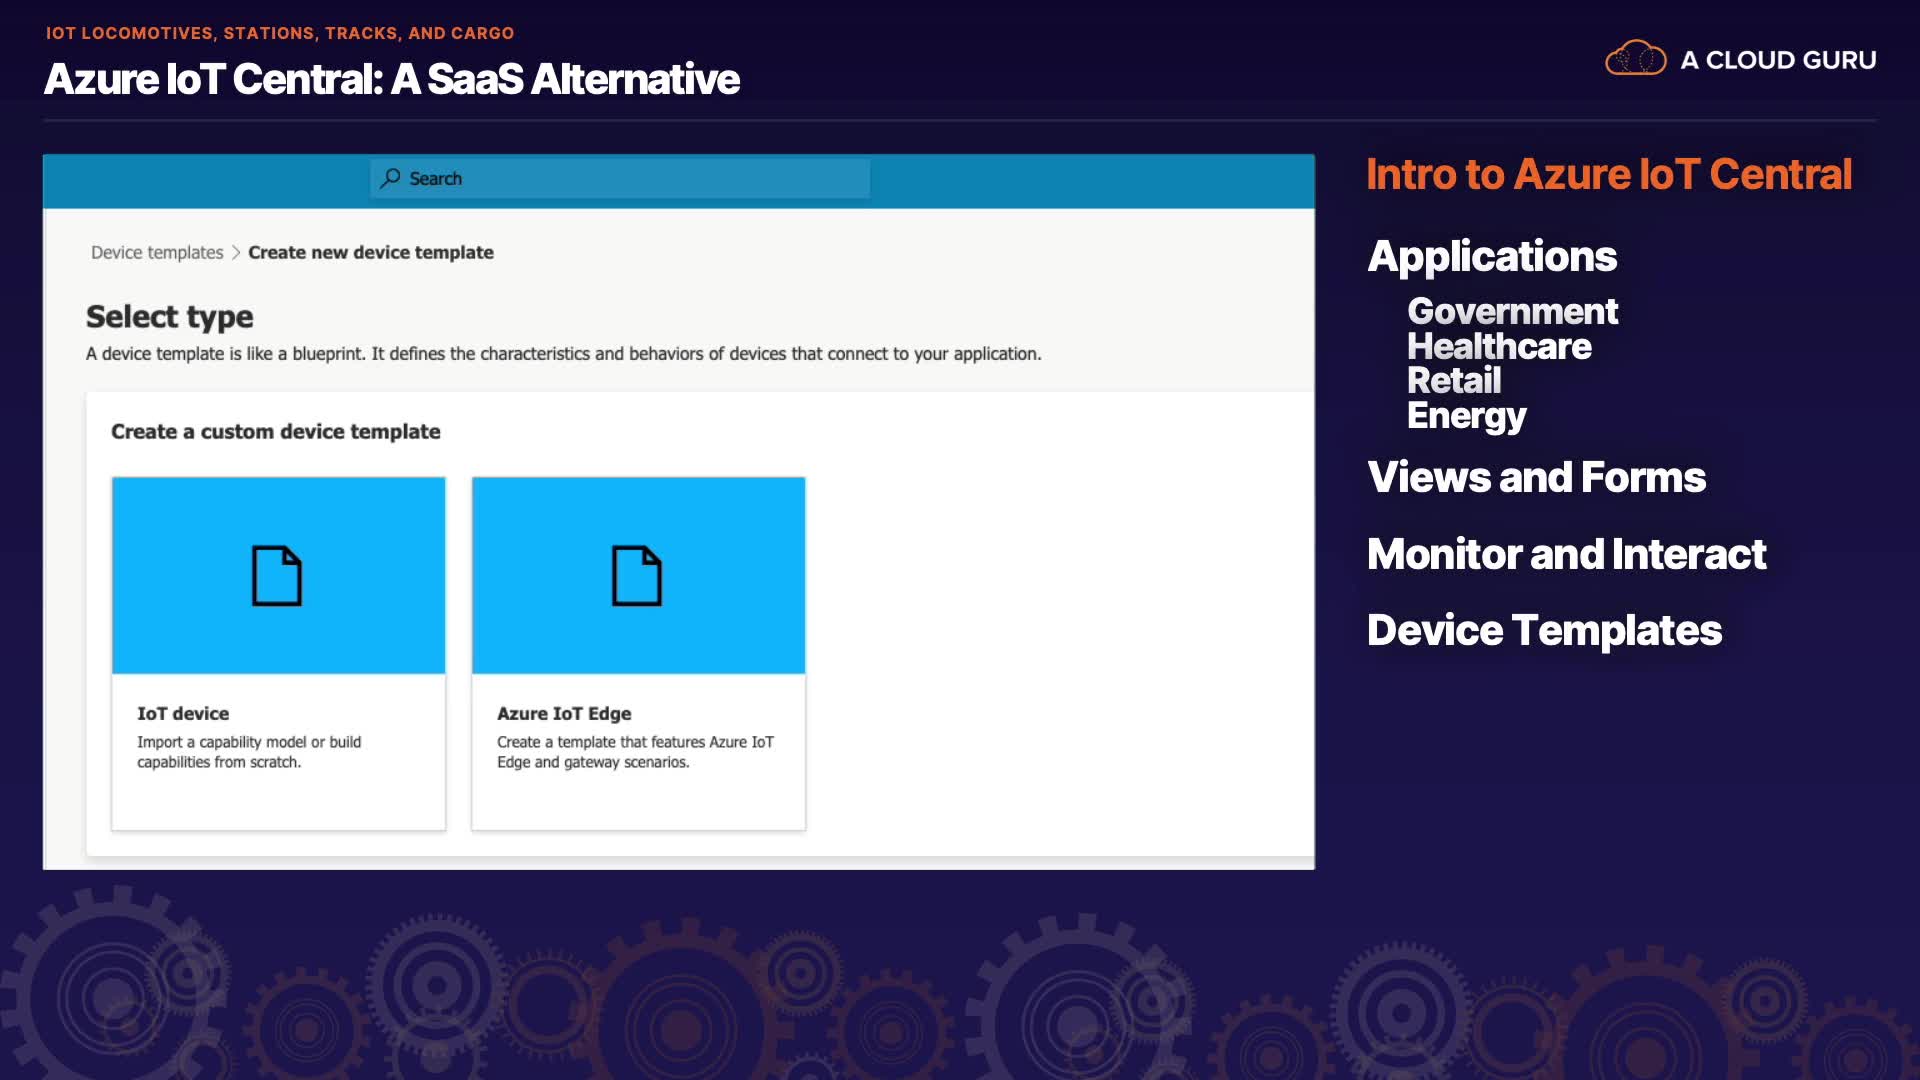 IOT LOCOMOTIVES, STATIONS, TRACKS, AND CARGO
Azure IoT Central: A SaaS Alternative
A CLOUD GURU
Search
Device templates > Create new device template
Select type
A device template is like a blueprint. It defines the characteristics and behaviors of devices that connect to your application.
Create a custom device template
IoT device
Import a capability model or build
capabilities from scratch.
Azure IoT Edge
Create a template that features Azure IoT
Edge and gateway scenarios.
Intro to Azure IoT Central
Applications
Government
Healthcare
Retail
Energy
Views and Forms
Monitor and Interact
Device Templates